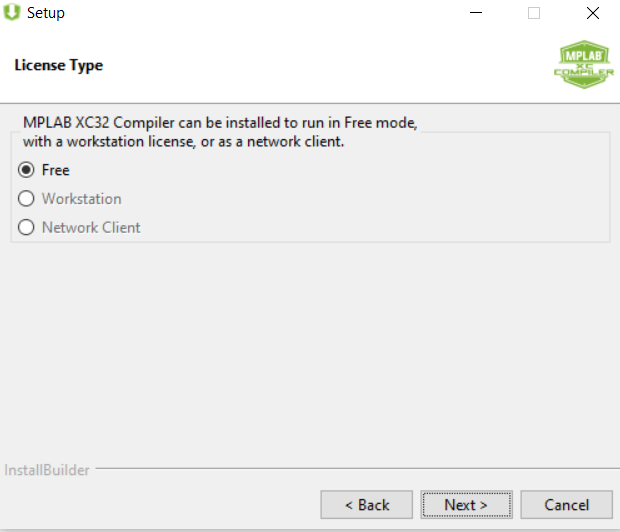 Setup
License Type
MPLAB
XC
COMPILER
MPLAB XC32 Compiler can be installed to run in Free mode,
with a workstation license, or as a network client.
Free
Workstation
Network Client
InstallBuilder
< Back
Next >
Cancel